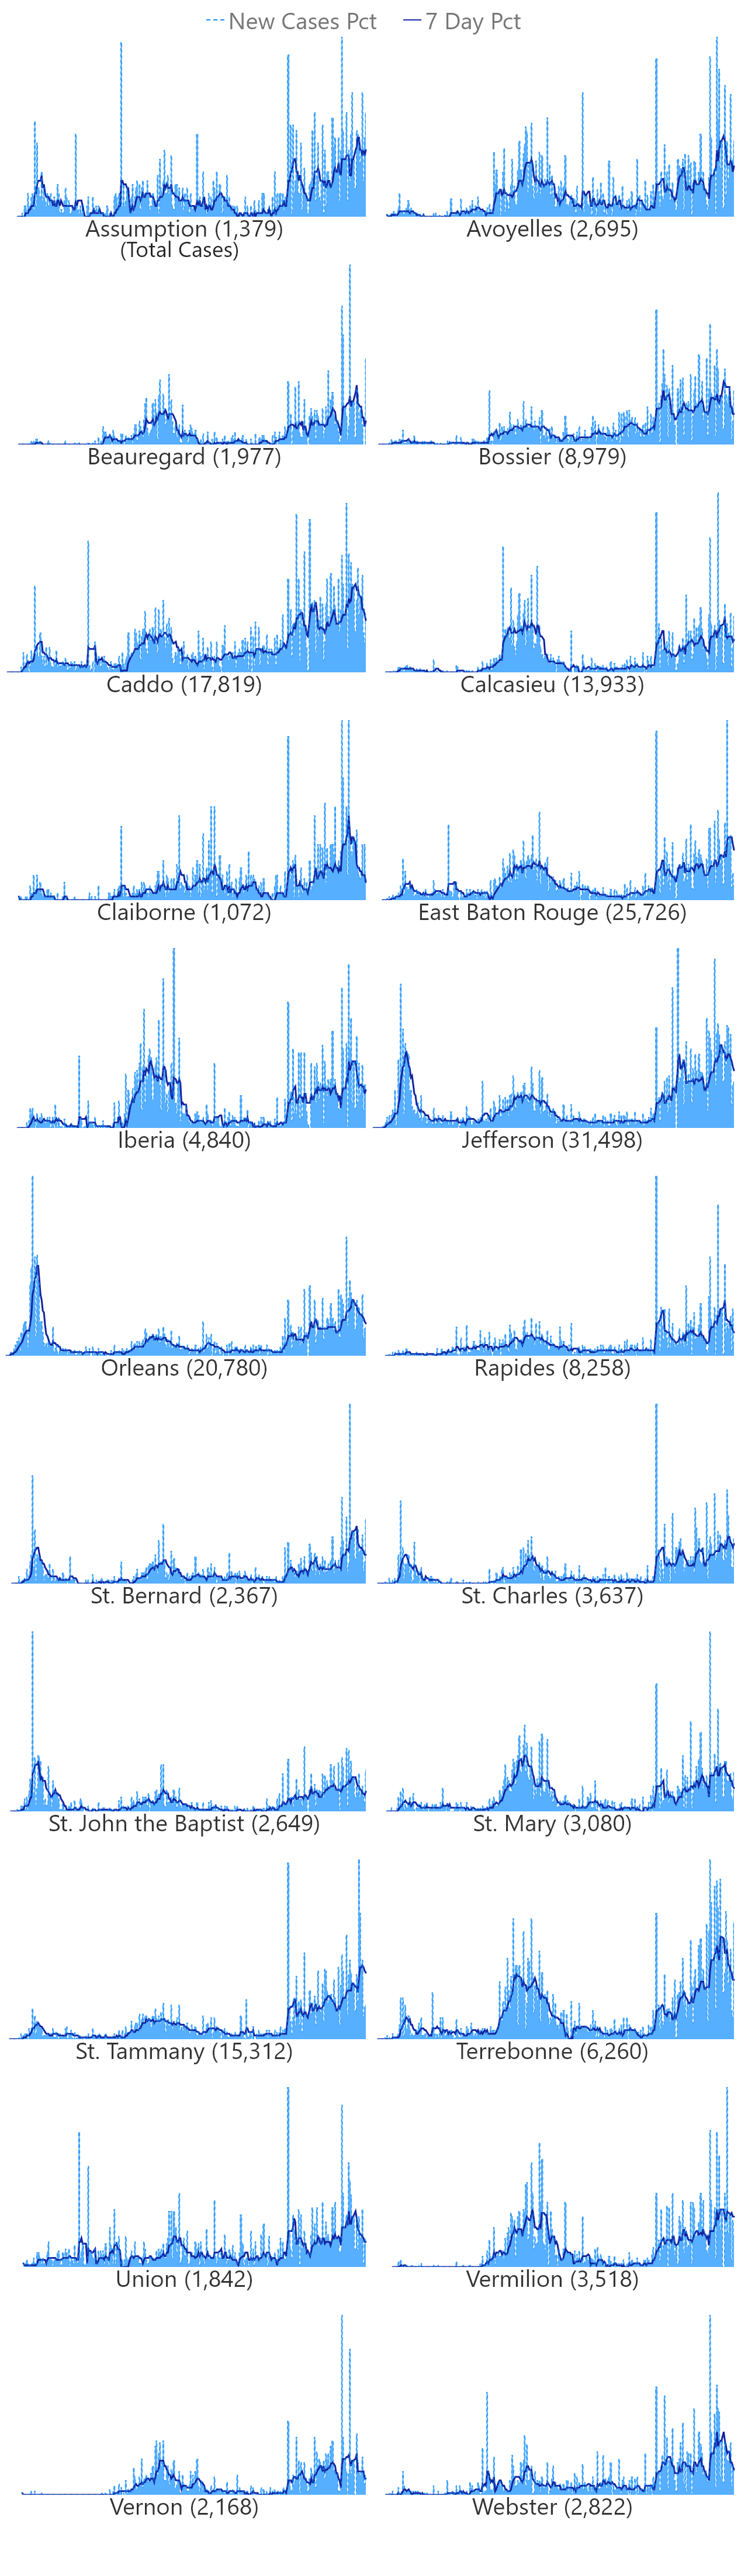 New Cases Pct 7 Day Pct
Assumption (1,379)
(Total Cases)
Avoyelles (2,695)
Beauregard (1,977)
Bossier (8,979)
Caddo (17,819)
Calcasieu (13,933)
Claiborne (1,072)
East Baton Rouge (25,726)
Iberia (4,840)
Jefferson (31,498)
Orleans (20,780)
Rapides (8,258)
St. Bernard (2,367)
St. Charles (3,637)
St. John the Baptist (2,649)
St. Mary (3,080)
St. Tammany (15,312)
Terrebonne (6,260)
Union (1,842)
Vermilion (3,518)
Vernon (2,168)
Webster (2,822)